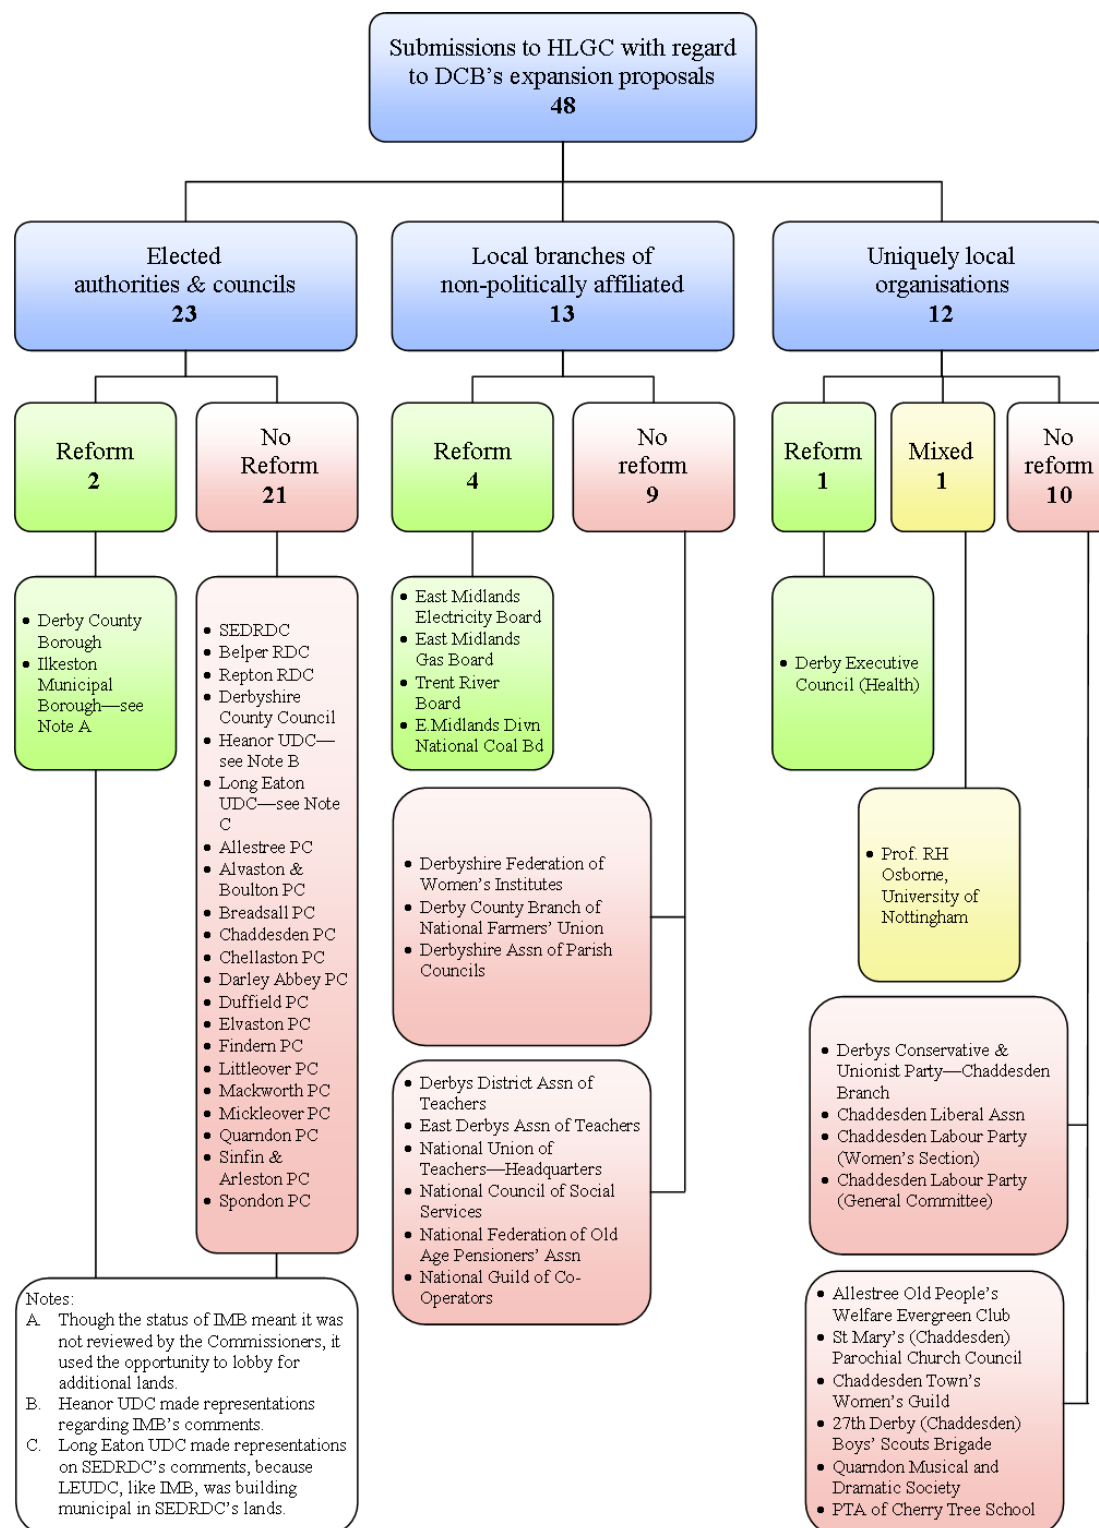 Submissions to HLGC with regard
to DCB's expansion proposals
48
Elected
authorities & councils
23
Local branches of
non-politically affiliated
13
Uniquely local
organisations
12
Reform
2
No
Reform
21
Reform
4
No
reform
9
Reform
1
Mixed
1
No
reform
10
• Derby County
Borough
• Ilkeston
Municipal
Borough—see
Note A
• SEDRDC
• Belper RDC
• Repton RDC
• Derbyshire
County Council
• Heanor UDC—
see Note B
• Long Eaton
UDC—see Note
C
• Allestree PC
• Alvaston &
Boulton PC
• Breadsall PC
• Chaddesden PC
• Chellaston PC
• Darley Abbey PC
• Duffield PC
• Elvaston PC
• Findern PC
• Littleover PC
• Mackworth PC
• Mickleover PC
• Quarndon PC
• Sinfin &
Arleston PC
• Spondon PC
• East Midlands
Electricity Board
• East Midlands
Gas Board
• Trent River
Board
• E.Midlands Divn
National Coal Bd
• Derbyshire Federation of
Women's Institutes
• Derby County Branch of
National Farmers' Union
• Derbyshire Assn of Parish
Councils
• Derbys District Assn of
Teachers
• East Derbys Assn of Teachers
• National Union of
Teachers—Headquarters
• National Council of Social
Services
• National Federation of Old
Age Pensioners' Assn
• National Guild of Co-
Operators
• Derby Executive
Council (Health)
• Prof. RH
Osborne,
University of
Nottingham
• Derbys Conservative &
Unionist Party—Chaddesden
Branch
• Chaddesden Liberal Assn
• Chaddesden Labour Party
(Women's Section)
• Chaddesden Labour Party
(General Committee)
• Allestree Old People's
Welfare Evergreen Club
• St Mary's (Chaddesden)
Parochial Church Council
• Chaddesden Town's
Women's Guild
• 27th Derby (Chaddesden)
Boys' Scouts Brigade
• Quarndon Musical and
Dramatic Society
• PTA of Cherry Tree School
Notes:
A. Though the status of IMB meant it was
not reviewed by the Commissioners, it
used the opportunity to lobby for
additional lands.
B. Heanor UDC made representations
regarding IMB's comments.
C. Long Eaton UDC made representations
on SEDRDC's comments, because
LEUDC, like IMB, was building
municipal in SEDRDC's lands.